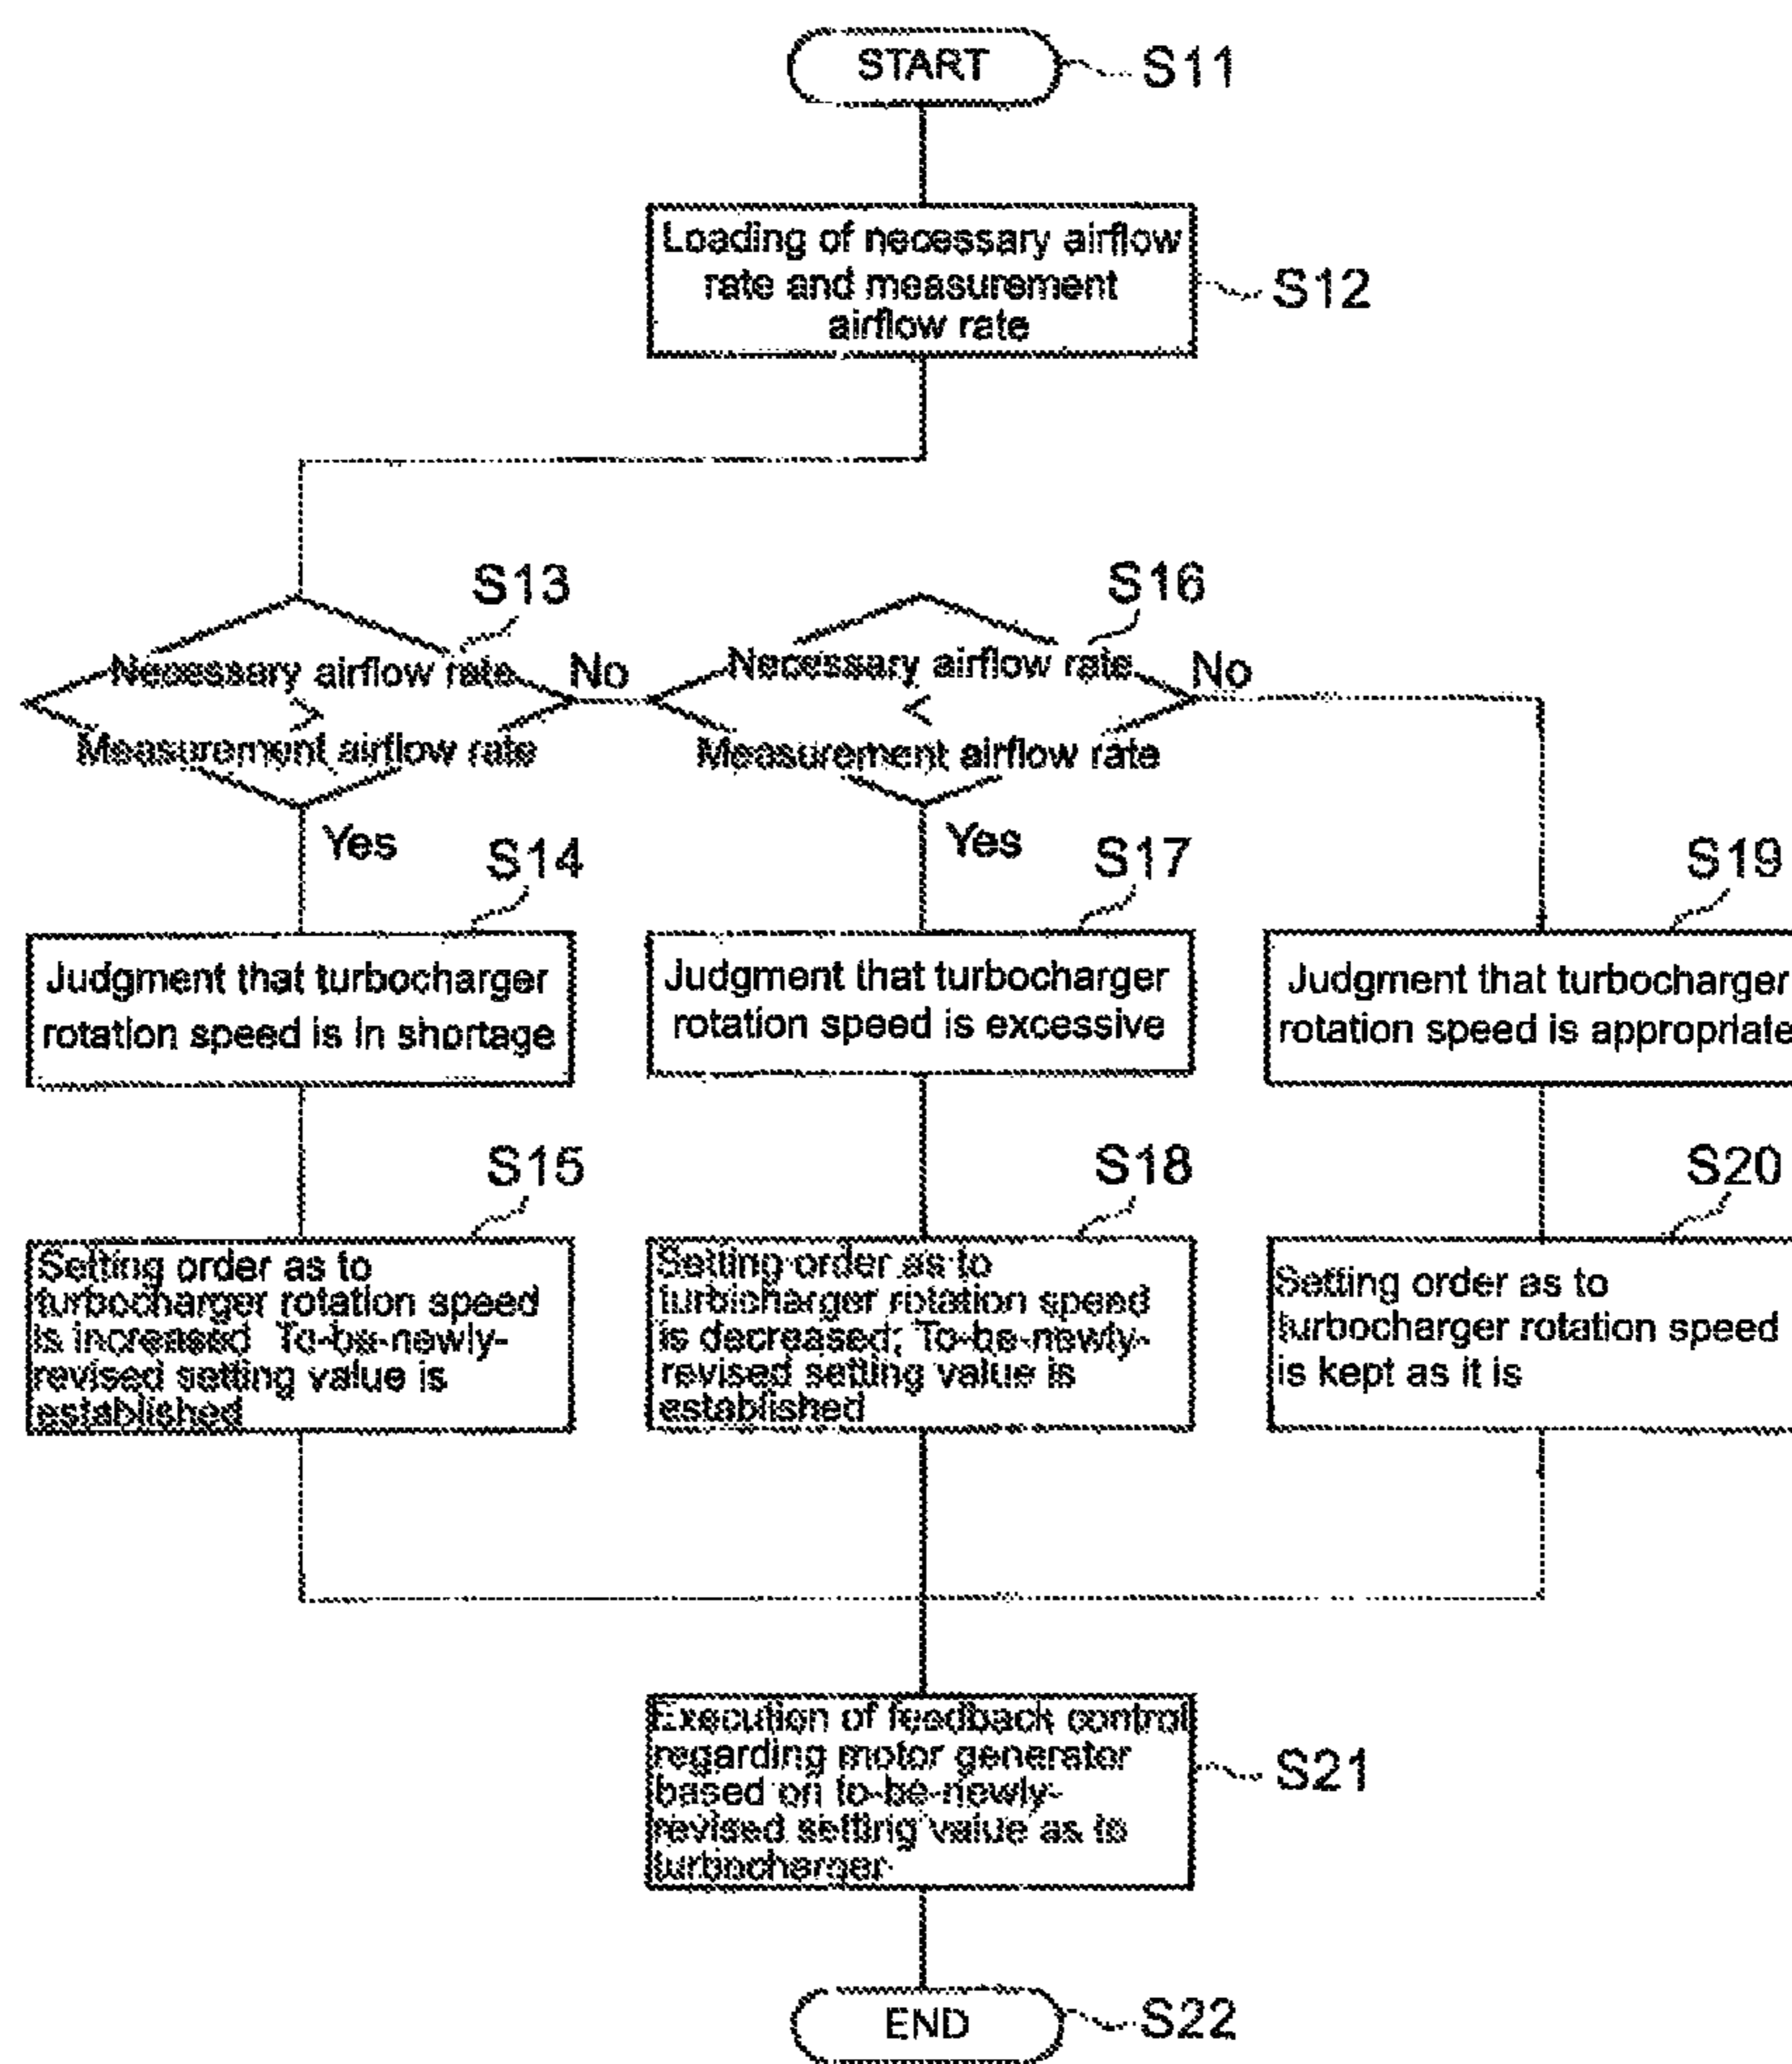 START
S11
Loading of necessary airflow
rate and measurement
airflow rate
S12
S13
Necessary airflow rate
>
Measurement airflow rate
No
Yes
S16
Necessary airflow rate
<
Measurement airflow rate
No
Yes
S14
Judgment that turbocharger
rotation speed is in shortage
S17
Judgment that turbocharger
rotation speed is excessive
S19
Judgment that turbocharger
rotation speed is appropriate
S15
Setting order as to
turbocharger rotation speed
is increased To-be-newly-
revised setting value is
established
S18
Setting order as to
turbicharger rotation speed
is decreased; To-be-newly-
revised setting value is
established
S20
Setting order as to
turbocharger rotation speed
is kept as it is
Execution of feedback control
regarding motor generator
based on to-be-newly-
revised setting value as to
turbocharger
S21
END
S22